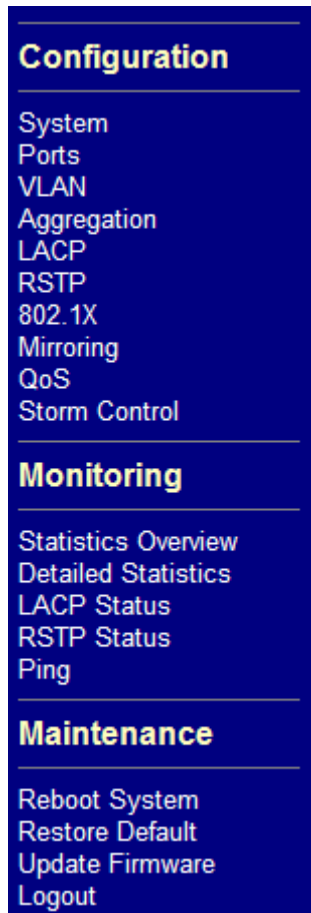 Configuration
System
Ports
VLAN
Aggregation
LACP
RSTP
802.1X
Mirroring
QoS
Storm Control
Monitoring
Statistics Overview
Detailed Statistics
LACP Status
RSTP Status
Ping
Maintenance
Reboot System
Restore Default
Update Firmware
Logout